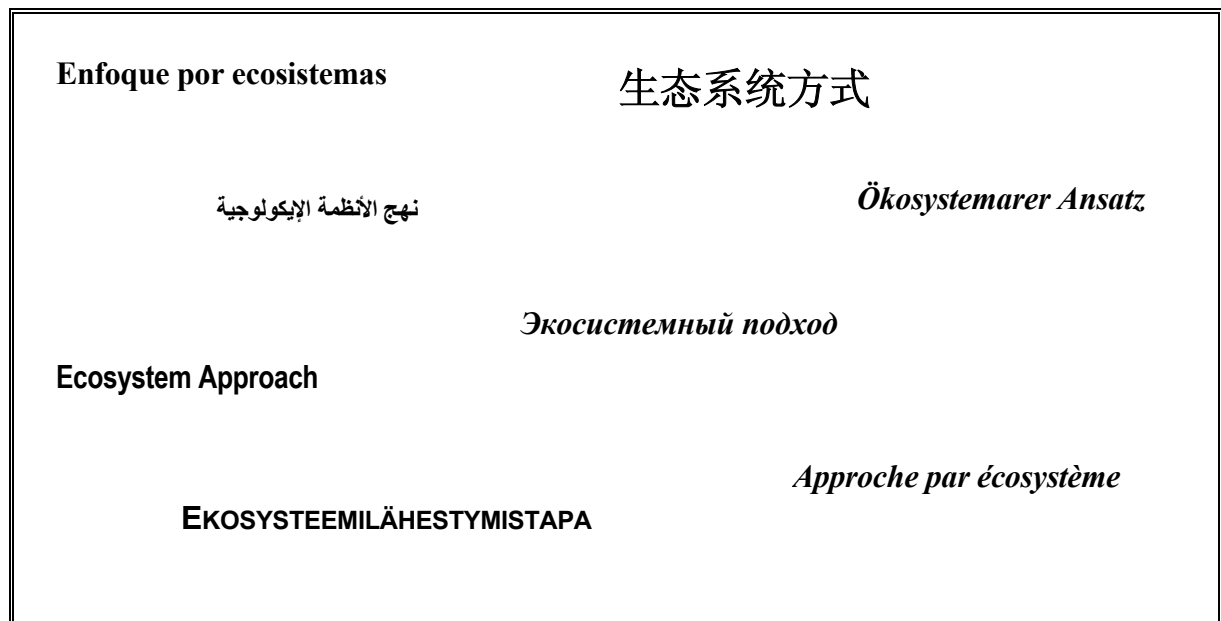 Enfoque por ecosistemas
生态系统方式
Ökosystemarer Ansatz
نهج الأنظمة الإيكولوجية
Экосистемный подход
Ecosystem Approach
Approche par écosystème
EKOSYSTEEMILÄHESTYMISTAPA